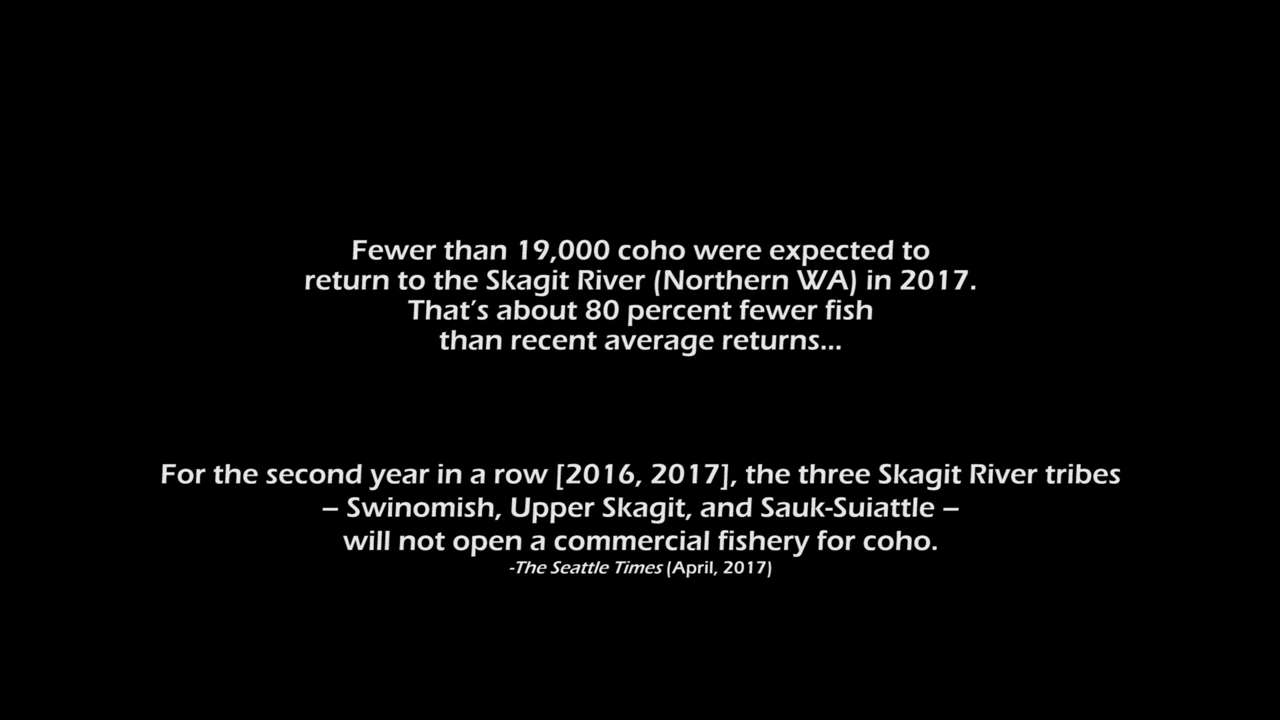 Fewer than 19,000 coho were expected to
return to the Skagit River (Northern WA) in 2017.
That's about 80 percent fewer fish
than recent average returns...
For the second year in a row [2016, 2017], the three Skagit River tribes
– Swinomish, Upper Skagit, and Sauk-Suiattle –
will not open a commercial fishery for coho.
-The Seattle Times (April, 2017)